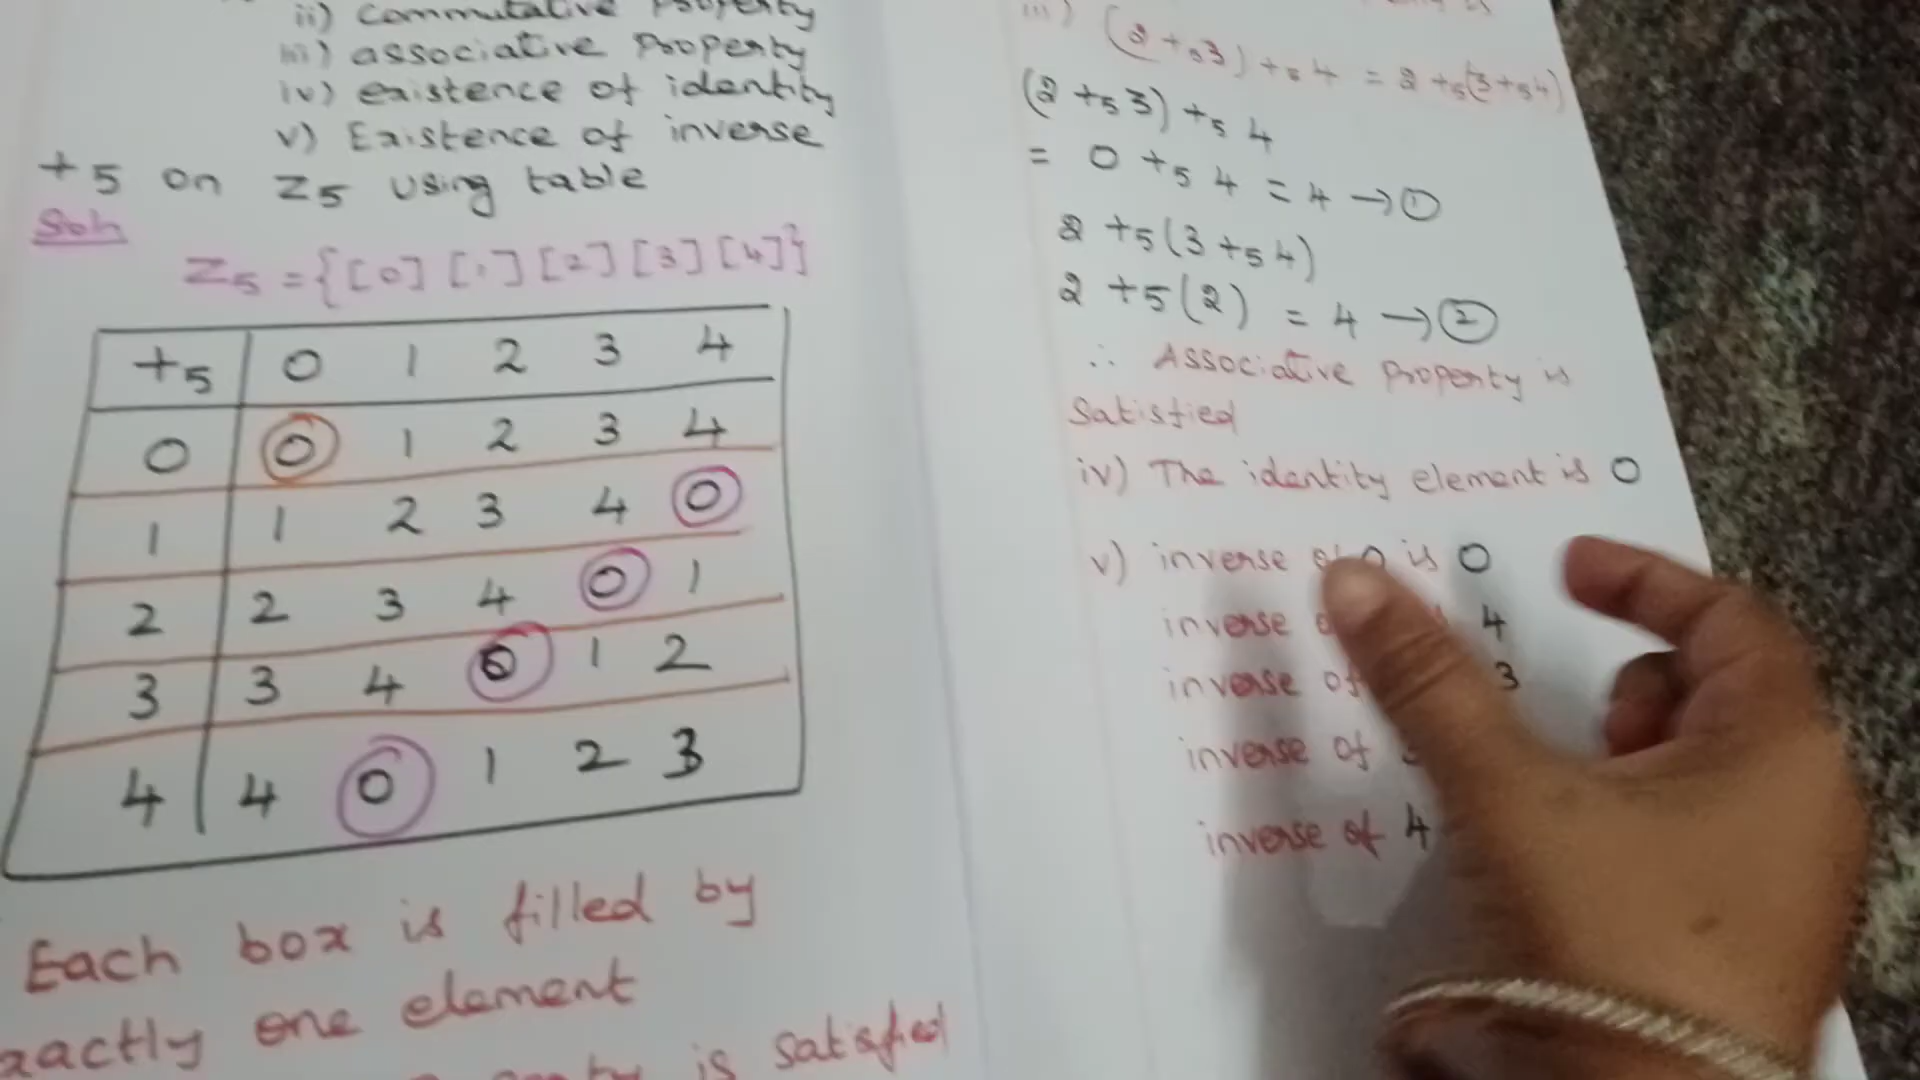 ii) Commutative Property
iii) associative Property
iv) existence of identity
v) Existence of inverse
+5 on Z5 using table
Soln
Z5 = {[0] [1] [2] [3] [4]}
+5 0 1 2 3 4
0 0 1 2 3 4
1 1 2 3 4 0
2 2 3 4 0 1
3 3 4 0 1 2
4 4 0 1 2 3
Each box is filled by
exactly one element
is satisfied
iii) (2 +5 3) +5 4 = 2 +5(3 +5 4)
(2 +5 3) +5 4
= 0 +5 4 = 4 → ①
2 +5(3 +5 4)
2 +5(2) = 4 → ②
∴ Associative Property is
Satisfied
iv) The identity element is 0
v) inverse of 0 is 0
inverse 4
inverse of 3
inverse of
inverse of 4